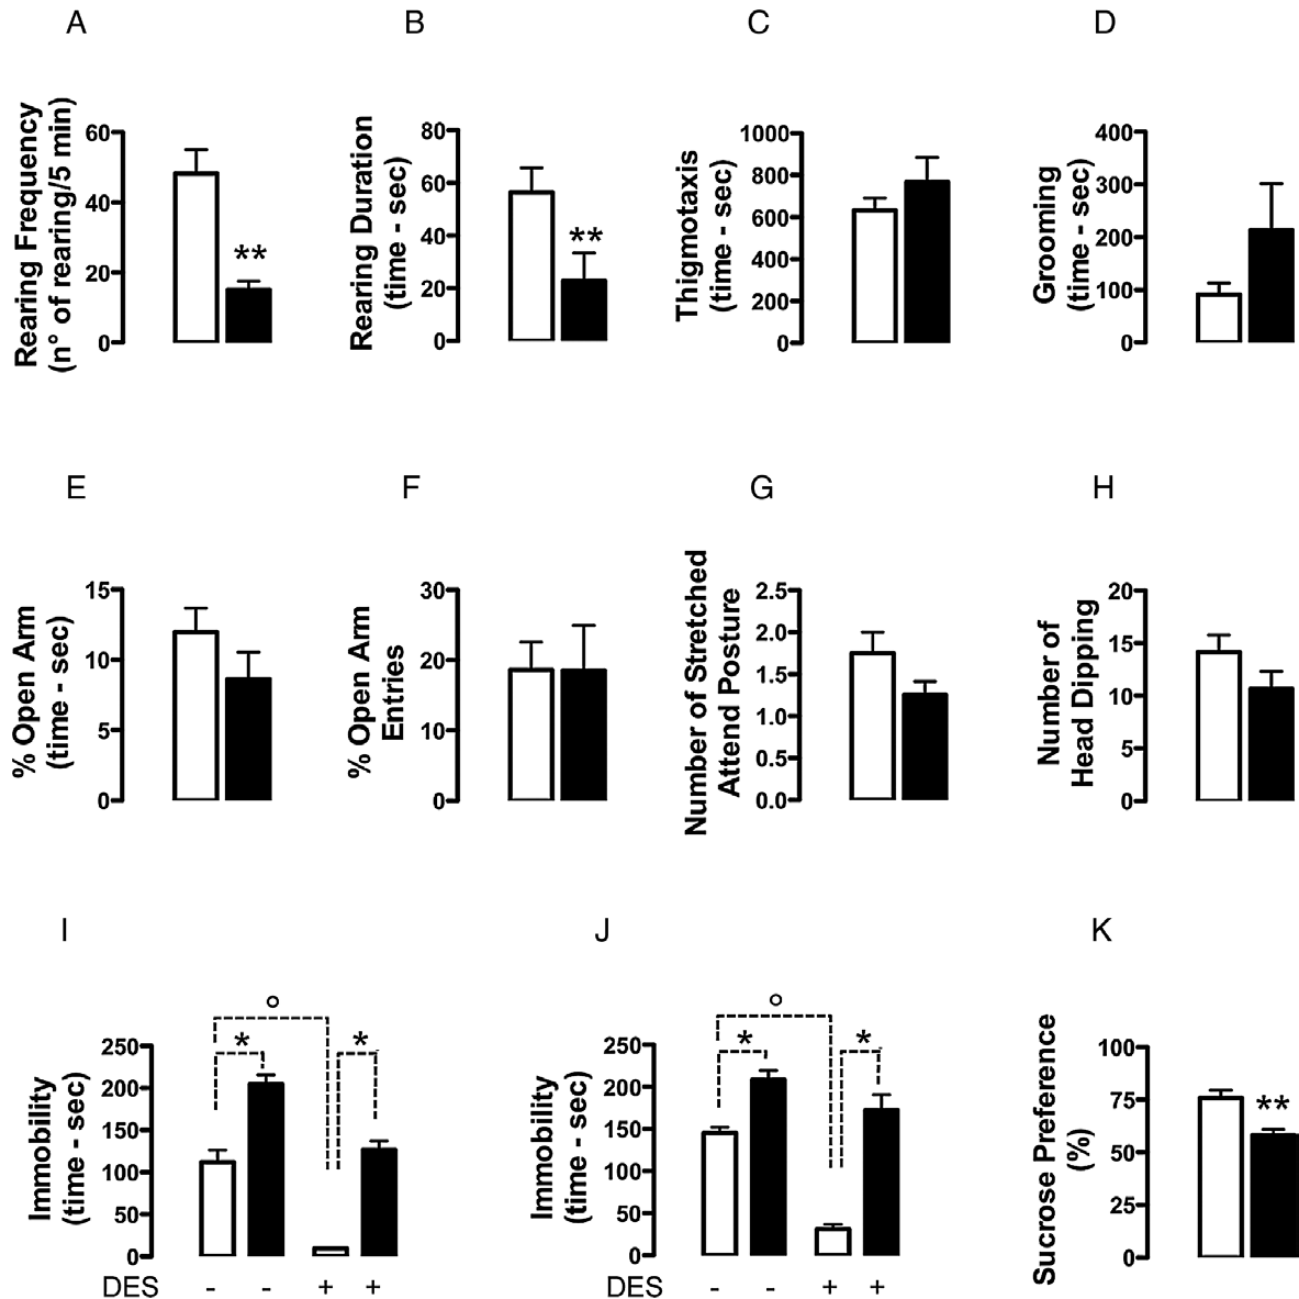 A
B
C
D
Rearing Frequency
(n° of rearing/5 min)
60
40
20
0
**
Rearing Duration
(time - sec)
80
60
40
20
0
**
Thigmotaxis
(time - sec)
1000
800
600
400
200
0
Grooming
(time - sec)
400
300
200
100
0
E
F
G
H
% Open Arm
(time - sec)
15
10
5
0
% Open Arm
Entries
30
20
10
0
Number of Stretched
Attend Posture
2.5
2.0
1.5
1.0
0.5
0.0
Number of
Head Dipping
20
15
10
5
0
I
J
K
Immobility
(time - sec)
250
200
150
100
50
0
°
*
*
DES - - + +
Immobility
(time - sec)
250
200
150
100
50
0
°
*
*
DES - - + +
Sucrose Preference
(%)
100
75
50
25
0
**